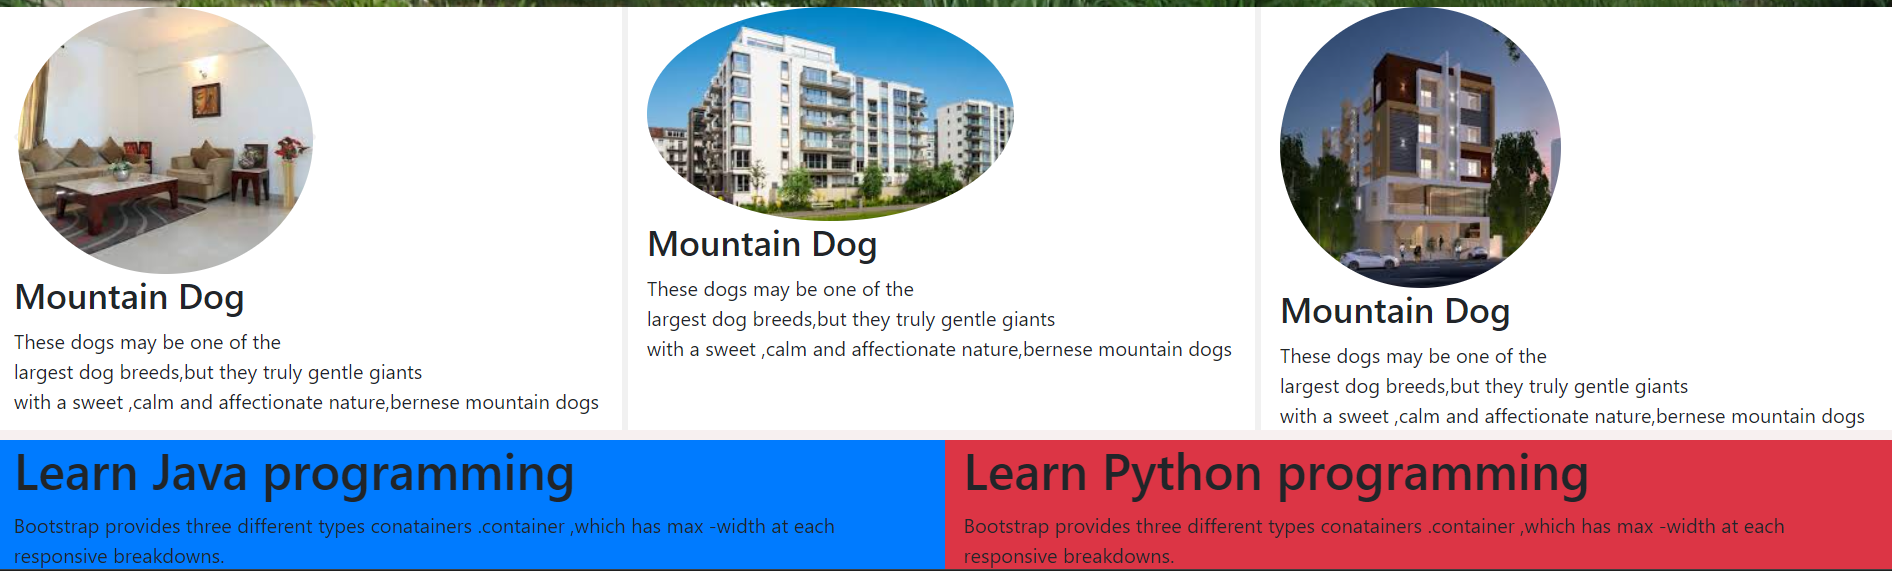 Mountain Dog
These dogs may be one of the
largest dog breeds,but they truly gentle giants
with a sweet ,calm and affectionate nature,bernese mountain dogs
Mountain Dog
These dogs may be one of the
largest dog breeds,but they truly gentle giants
with a sweet ,calm and affectionate nature,bernese mountain dogs
Mountain Dog
These dogs may be one of the
largest dog breeds,but they truly gentle giants
with a sweet ,calm and affectionate nature,bernese mountain dogs
Learn Java programming
Bootstrap provides three different types conatainers .container ,which has max -width at each
responsive breakdowns.
Learn Python programming
Bootstrap provides three different types conatainers .container ,which has max -width at each
responsive breakdowns.